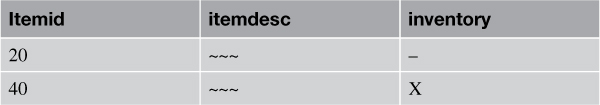 Itemid itemdesc inventory
20 ~~~ –
40 ~~~ X